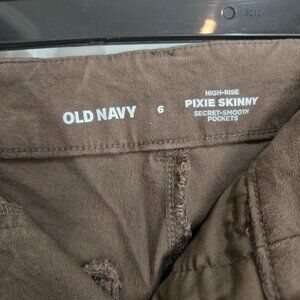 OLD NAVY 6
HIGH-RISE
PIXIE SKINNY
SECRET-SMOOTH
POCKETS